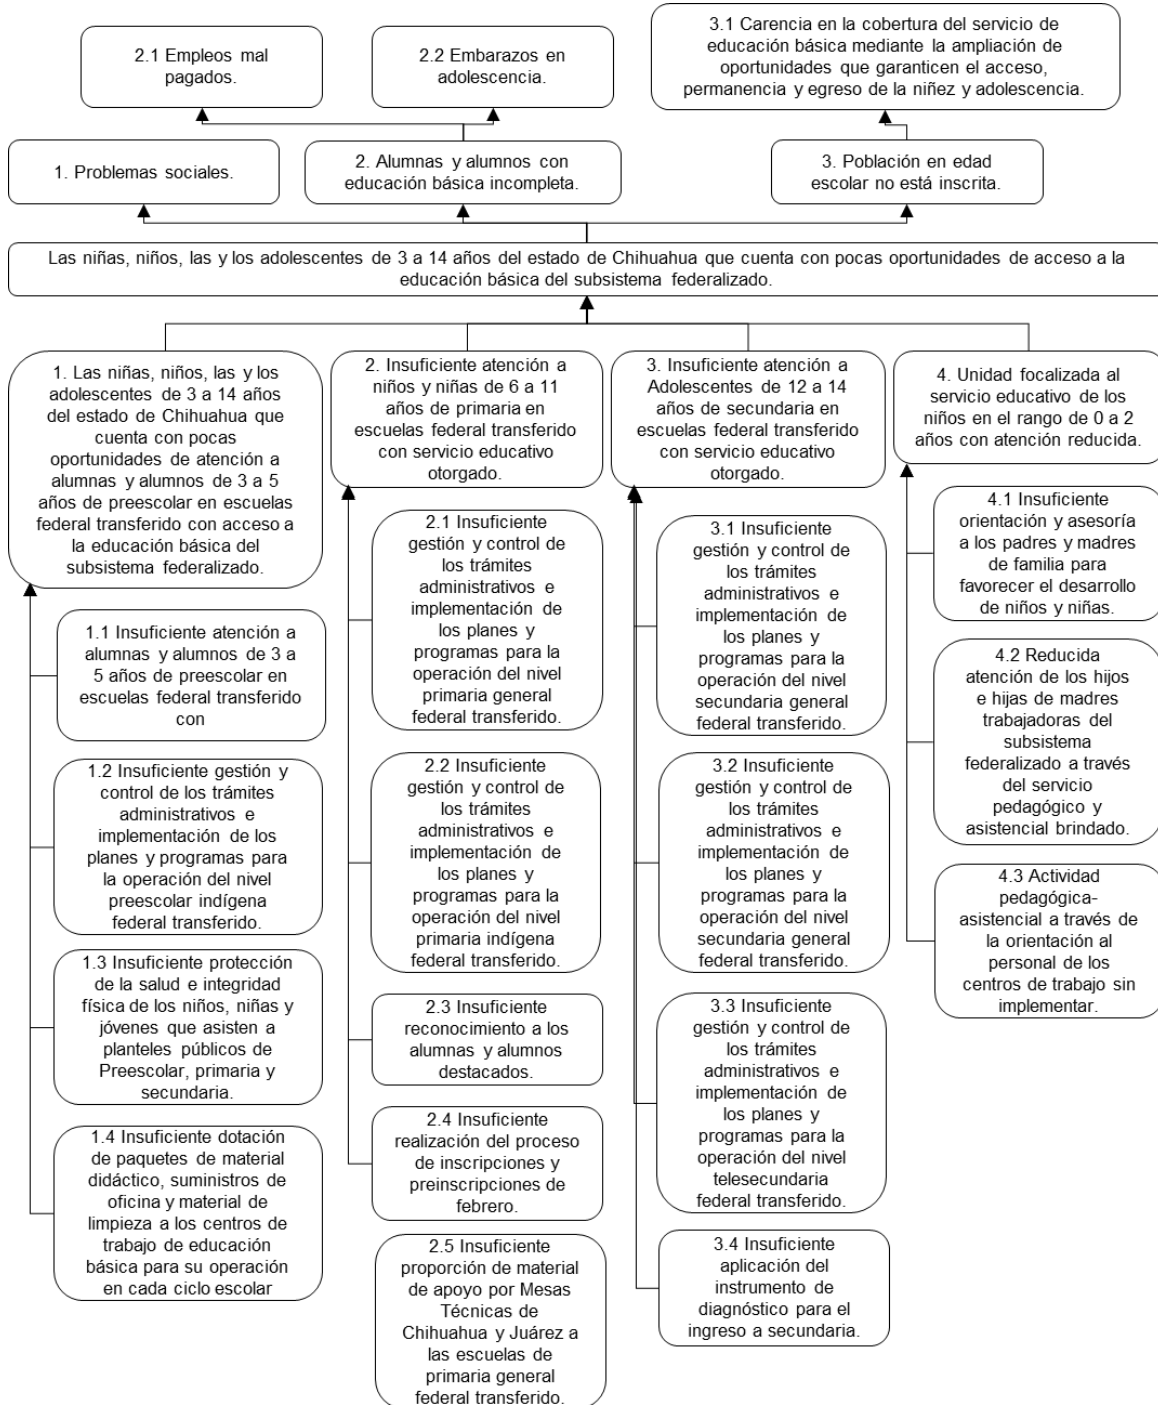 2.1 Empleos mal
pagados.
2.2 Embarazos en
adolescencia.
3.1 Carencia en la cobertura del servicio de
educación básica mediante la ampliación de
oportunidades que garanticen el acceso,
permanencia y egreso de la niñez y adolescencia.
1. Problemas sociales.
2. Alumnas y alumnos con
educación básica incompleta.
3. Población en edad
escolar no está inscrita.
Las niñas, niños, las y los adolescentes de 3 a 14 años del estado de Chihuahua que cuenta con pocas oportunidades de acceso a la
educación básica del subsistema federalizado.
1. Las niñas, niños, las y los
adolescentes de 3 a 14 años
del estado de Chihuahua que
cuenta con pocas
oportunidades de atención a
alumnas y alumnos de 3 a 5
años de preescolar en escuelas
federal transferido con acceso a
la educación básica del
subsistema federalizado.
1.1 Insuficiente atención a
alumnas y alumnos de 3 a
5 años de preescolar en
escuelas federal transferido
con
1.2 Insuficiente gestión y
control de los trámites
administrativos e
implementación de los
planes y programas para
la operación del nivel
preescolar indígena
federal transferido.
1.3 Insuficiente protección
de la salud e integridad
física de los niños, niñas y
jóvenes que asisten a
planteles públicos de
Preescolar, primaria y
secundaria.
1.4 Insuficiente dotación
de paquetes de material
didáctico, suministros de
oficina y material de
limpieza a los centros de
trabajo de educación
básica para su operación
en cada ciclo escolar
2. Insuficiente atención a
niños y niñas de 6 a 11
años de primaria en
escuelas federal transferido
con servicio educativo
otorgado.
2.1 Insuficiente
gestión y control de
los trámites
administrativos e
implementación de
los planes y
programas para la
operación del nivel
primaria general
federal transferido.
2.2 Insuficiente
gestión y control de
los trámites
administrativos e
implementación de
los planes y
programas para la
operación del nivel
primaria indígena
federal transferido.
2.3 Insuficiente
reconocimiento a los
alumnas y alumnos
destacados.
2.4 Insuficiente
realización del proceso
de inscripciones y
preinscripciones de
febrero.
2.5 Insuficiente
proporción de material
de apoyo por Mesas
Técnicas de
Chihuahua y Juárez a
las escuelas de
primaria general
federal transferido.
3. Insuficiente atención a
Adolescentes de 12 a 14
años de secundaria en
escuelas federal transferido
con servicio educativo
otorgado.
3.1 Insuficiente
gestión y control de
los trámites
administrativos e
implementación de
los planes y
programas para la
operación del nivel
secundaria general
federal transferido.
3.2 Insuficiente
gestión y control de
los trámites
administrativos e
implementación de
los planes y
programas para la
operación del nivel
secundaria general
federal transferido.
3.3 Insuficiente
gestión y control de
los trámites
administrativos e
implementación de
los planes y
programas para la
operación del nivel
telesecundaria
federal transferido.
3.4 Insuficiente
aplicación del
instrumento de
diagnóstico para el
ingreso a secundaria.
4. Unidad focalizada al
servicio educativo de los
niños en el rango de 0 a 2
años con atención reducida.
4.1 Insuficiente
orientación y asesoría
a los padres y madres
de familia para
favorecer el desarrollo
de niños y niñas.
4.2 Reducida
atención de los hijos
e hijas de madres
trabajadoras del
subsistema
federalizado a través
del servicio
pedagógico y
asistencial brindado.
4.3 Actividad
pedagógica-
asistencial a través de
la orientación al
personal de los
centros de trabajo sin
implementar.